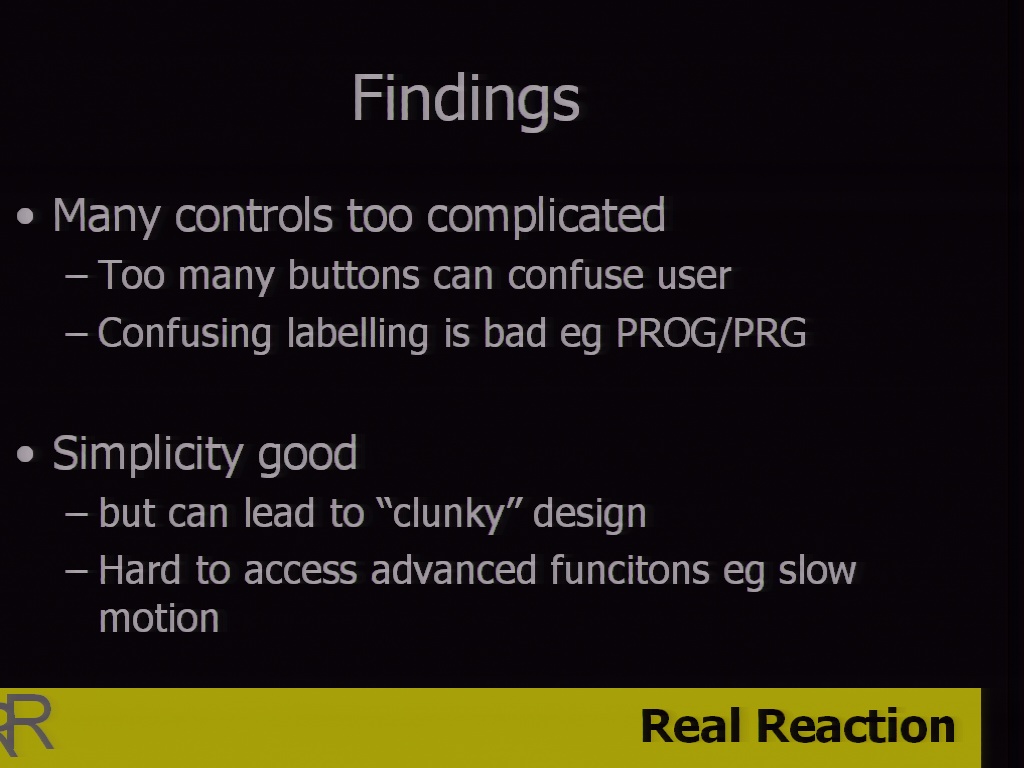 Findings
• Many controls too complicated
– Too many buttons can confuse user
– Confusing labelling is bad eg PROG/PRG
• Simplicity good
– but can lead to “clunky” design
– Hard to access advanced funcitons eg slow
motion
RR
Real Reaction